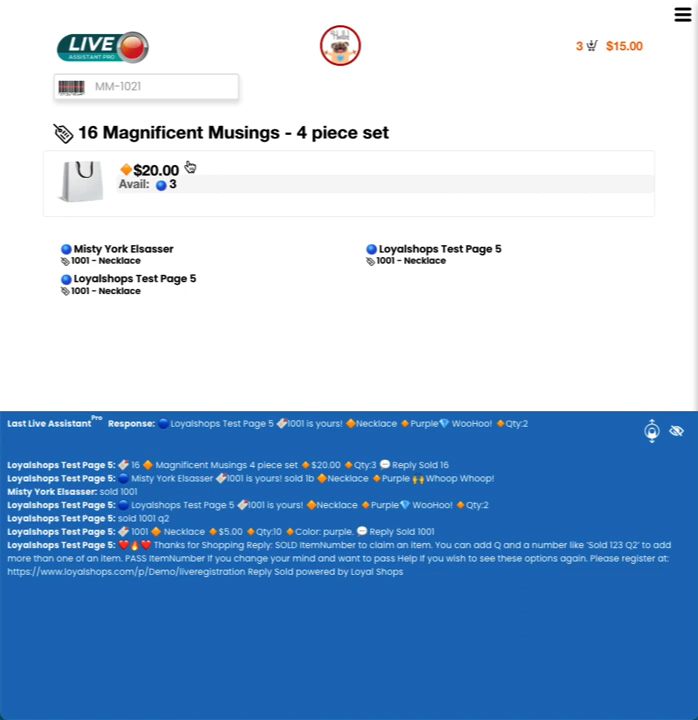 LIVE
ASSISTANT PRO
3 $15.00
MM-1021
16 Magnificent Musings - 4 piece set
$20.00
Avail: 3
Misty York Elsasser
1001 - Necklace
Loyalshops Test Page 5
1001 - Necklace
Loyalshops Test Page 5
1001 - Necklace
Last Live Assistant Pro Response: 🔵 Loyalshops Test Page 5 🏷️1001 is yours! 🔶Necklace 🔸Purple💎 WooHoo! 🔸Qty:2
Loyalshops Test Page 5: 🏷️ 16 🔶 Magnificent Musings 4 piece set 🔸$20.00 🔸Qty:3 💬Reply Sold 16
Loyalshops Test Page 5: 🔵 Misty York Elsasser 🏷️1001 is yours! sold 1b 🔶Necklace 🔸Purple 🙌 Whoop Whoop!
Misty York Elsasser: sold 1001
Loyalshops Test Page 5: 🔵 Loyalshops Test Page 5 🏷️1001 is yours! 🔶Necklace 🔸Purple💎 WooHoo! 🔸Qty:2
Loyalshops Test Page 5: sold 1001 q2
Loyalshops Test Page 5: 🏷️ 1001 🔶 Necklace 🔸$5.00 🔸Qty:10 🔸Color: purple. 💬 Reply Sold 1001
Loyalshops Test Page 5: ❤️🔥❤️Thanks for Shopping Reply: SOLD ItemNumber to claim an item. You can add Q and a number like 'Sold 123 Q2' to add
more than one of an item. PASS ItemNumber If you change your mind and want to pass Help if you wish to see these options again. Please register at:
https://www.loyalshops.com/p/Demo/liveregistration Reply Sold powered by Loyal Shops